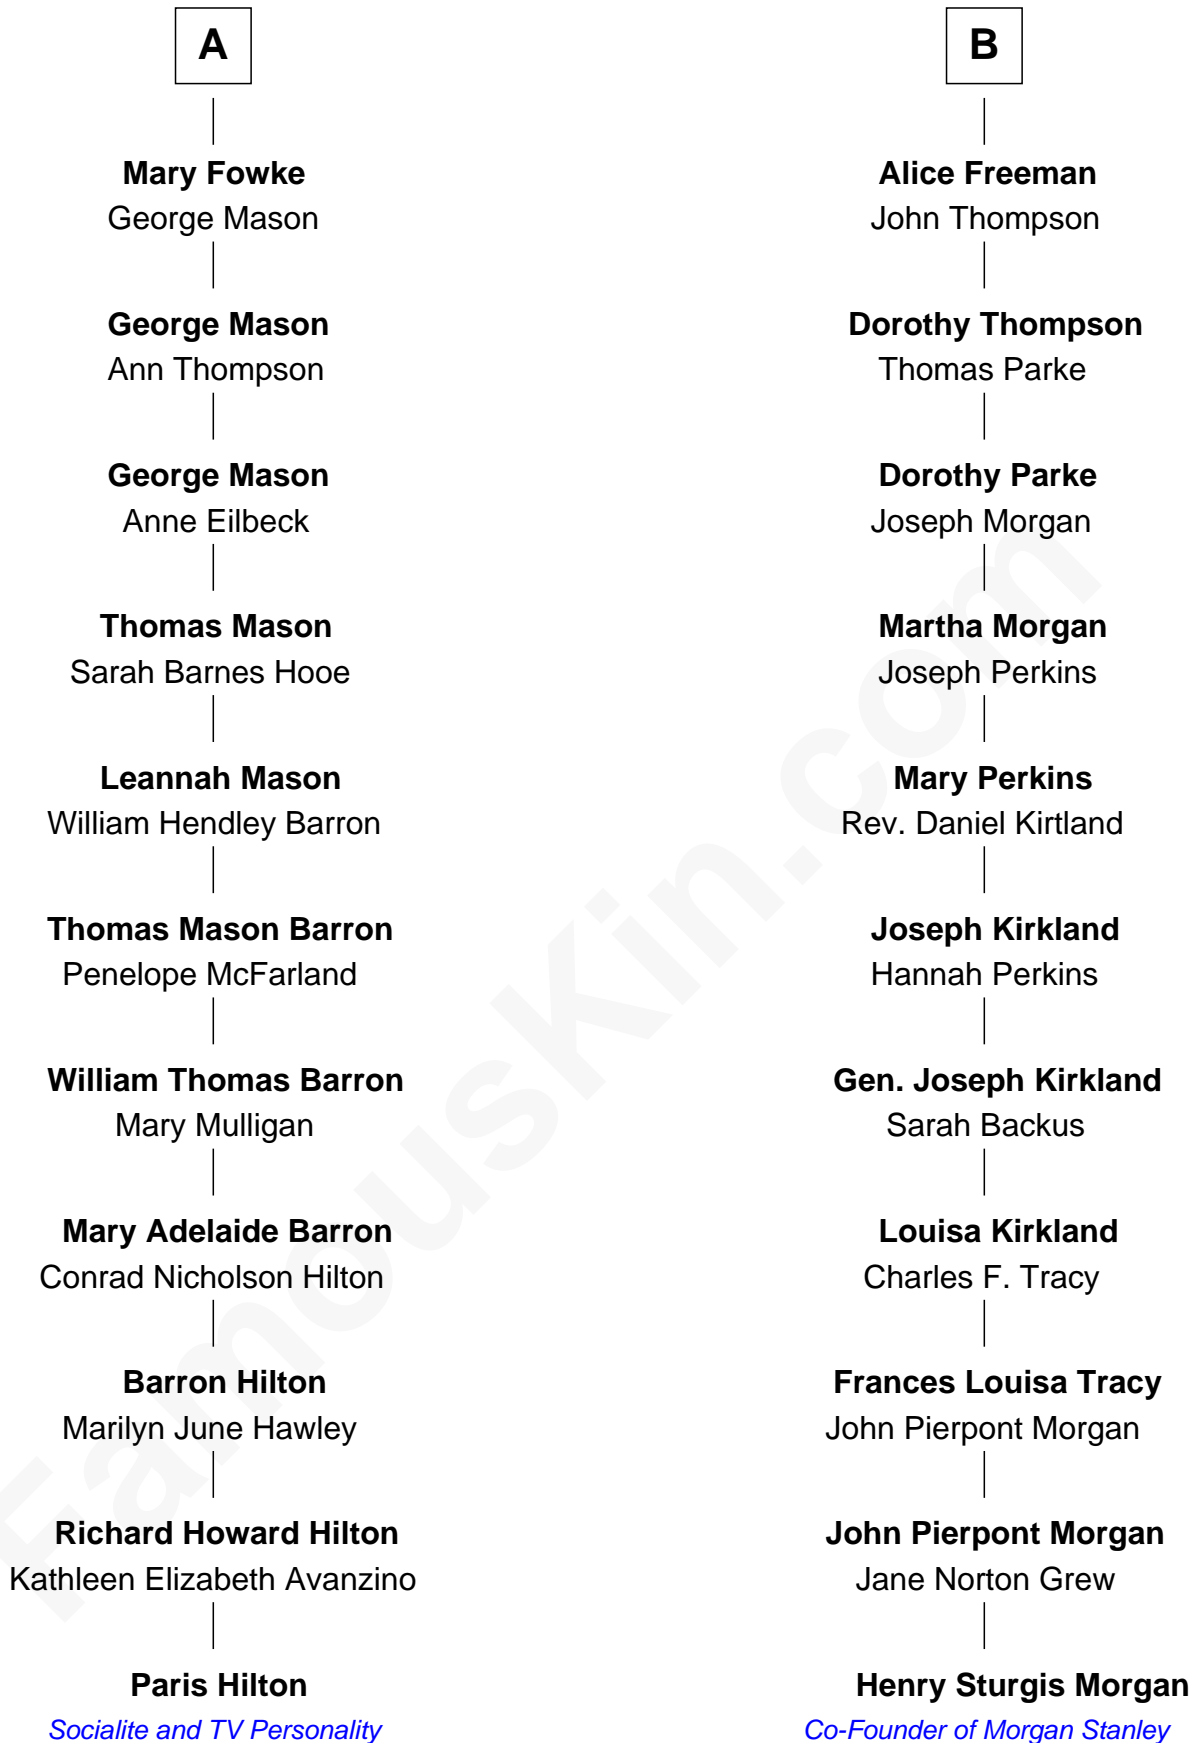 A
Mary Fowke
George Mason
George Mason
Ann Thompson
George Mason
Anne Eilbeck
Thomas Mason
Sarah Barnes Hooe
Leannah Mason
William Hendley Barron
Thomas Mason Barron
Penelope McFarland
William Thomas Barron
Mary Mulligan
Mary Adelaide Barron
Conrad Nicholson Hilton
Barron Hilton
Marilyn June Hawley
Richard Howard Hilton
Kathleen Elizabeth Avanzino
Paris Hilton
Socialite and TV Personality
B
Alice Freeman
John Thompson
Dorothy Thompson
Thomas Parke
Dorothy Parke
Joseph Morgan
Martha Morgan
Joseph Perkins
Mary Perkins
Rev. Daniel Kirtland
Joseph Kirkland
Hannah Perkins
Gen. Joseph Kirkland
Sarah Backus
Louisa Kirkland
Charles F. Tracy
Frances Louisa Tracy
John Pierpont Morgan
John Pierpont Morgan
Jane Norton Grew
Henry Sturgis Morgan
Co-Founder of Morgan Stanley
FamousKin.com